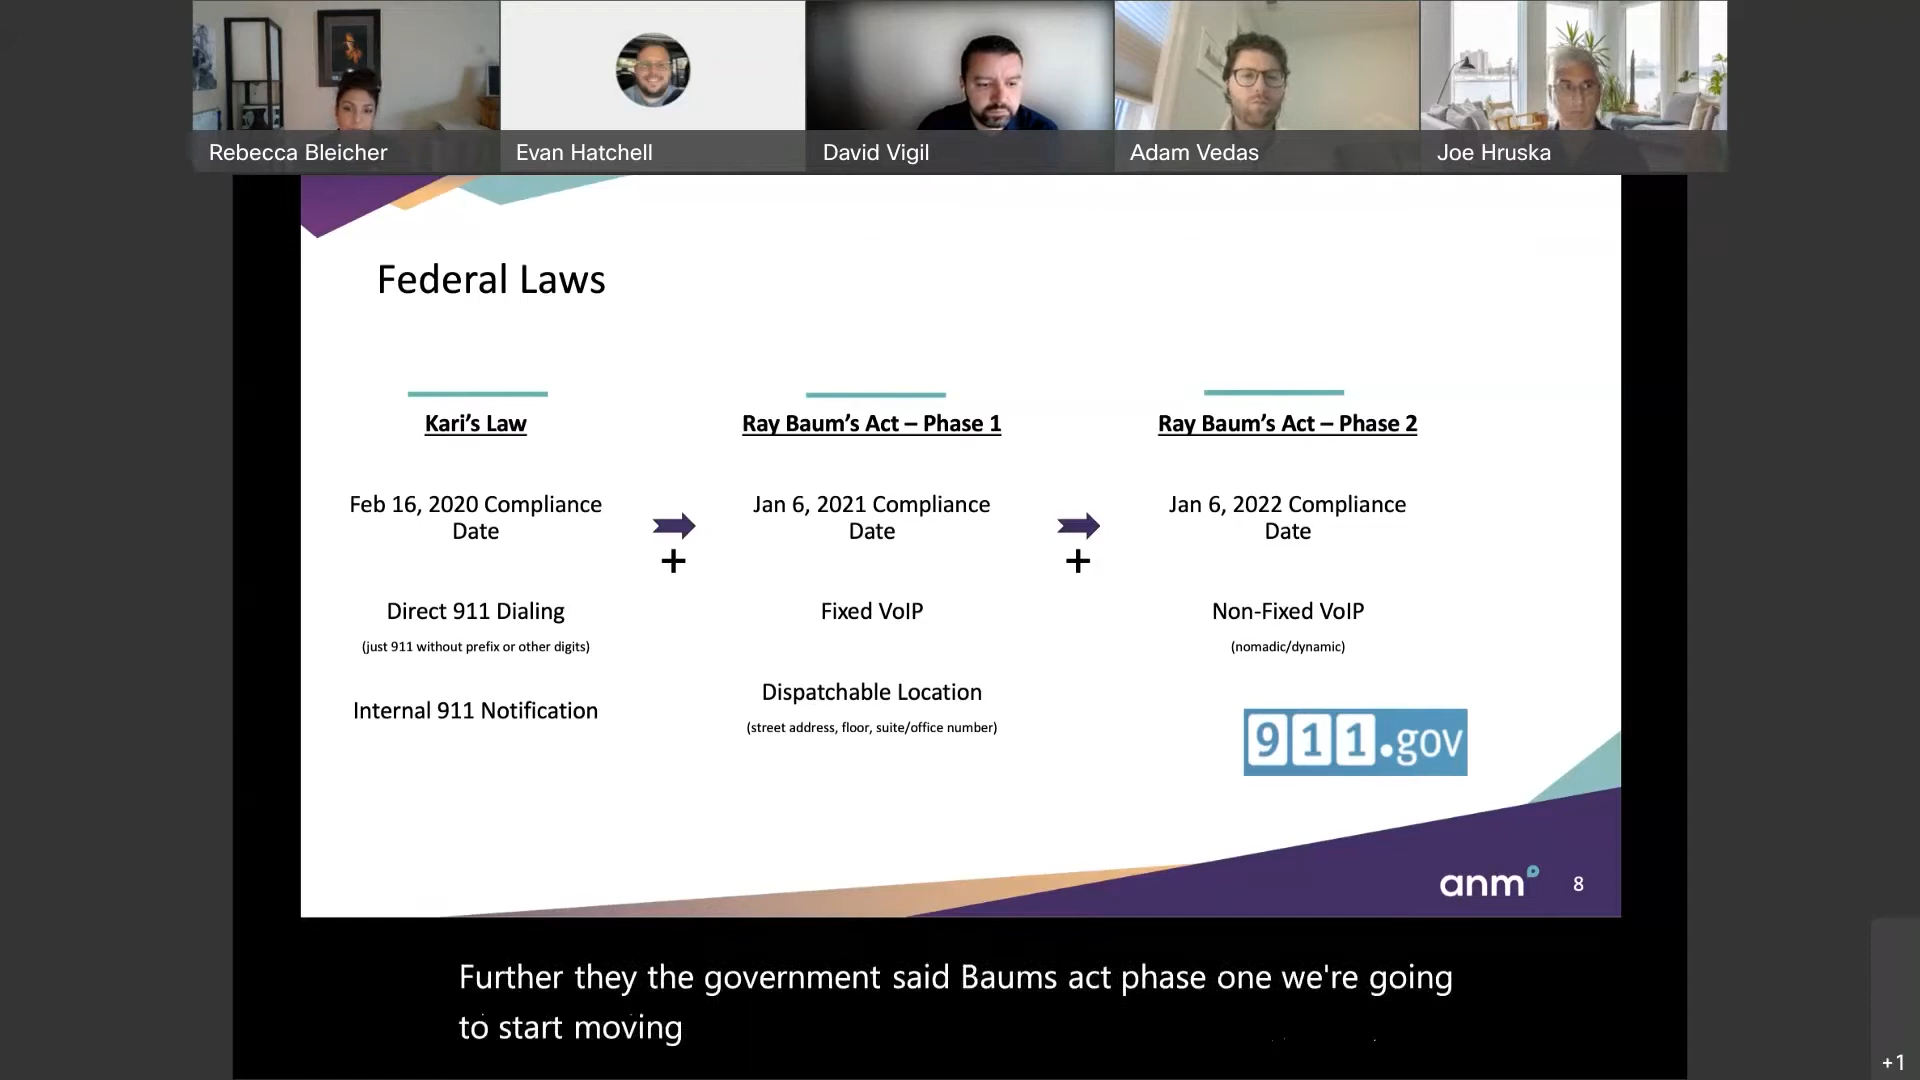 Rebecca Bleicher
Evan Hatchell
David Vigil
Adam Vedas
Joe Hruska
Federal Laws
Kari's Law
Feb 16, 2020 Compliance
Date
Direct 911 Dialing
(just 911 without prefix or other digits)
Internal 911 Notification
+
Ray Baum's Act – Phase 1
Jan 6, 2021 Compliance
Date
Fixed VoIP
Dispatchable Location
(street address, floor, suite/office number)
+
Ray Baum's Act – Phase 2
Jan 6, 2022 Compliance
Date
Non-Fixed VoIP
(nomadic/dynamic)
911.gov
anm
8
Further they the government said Baums act phase one we're going
to start moving
+1